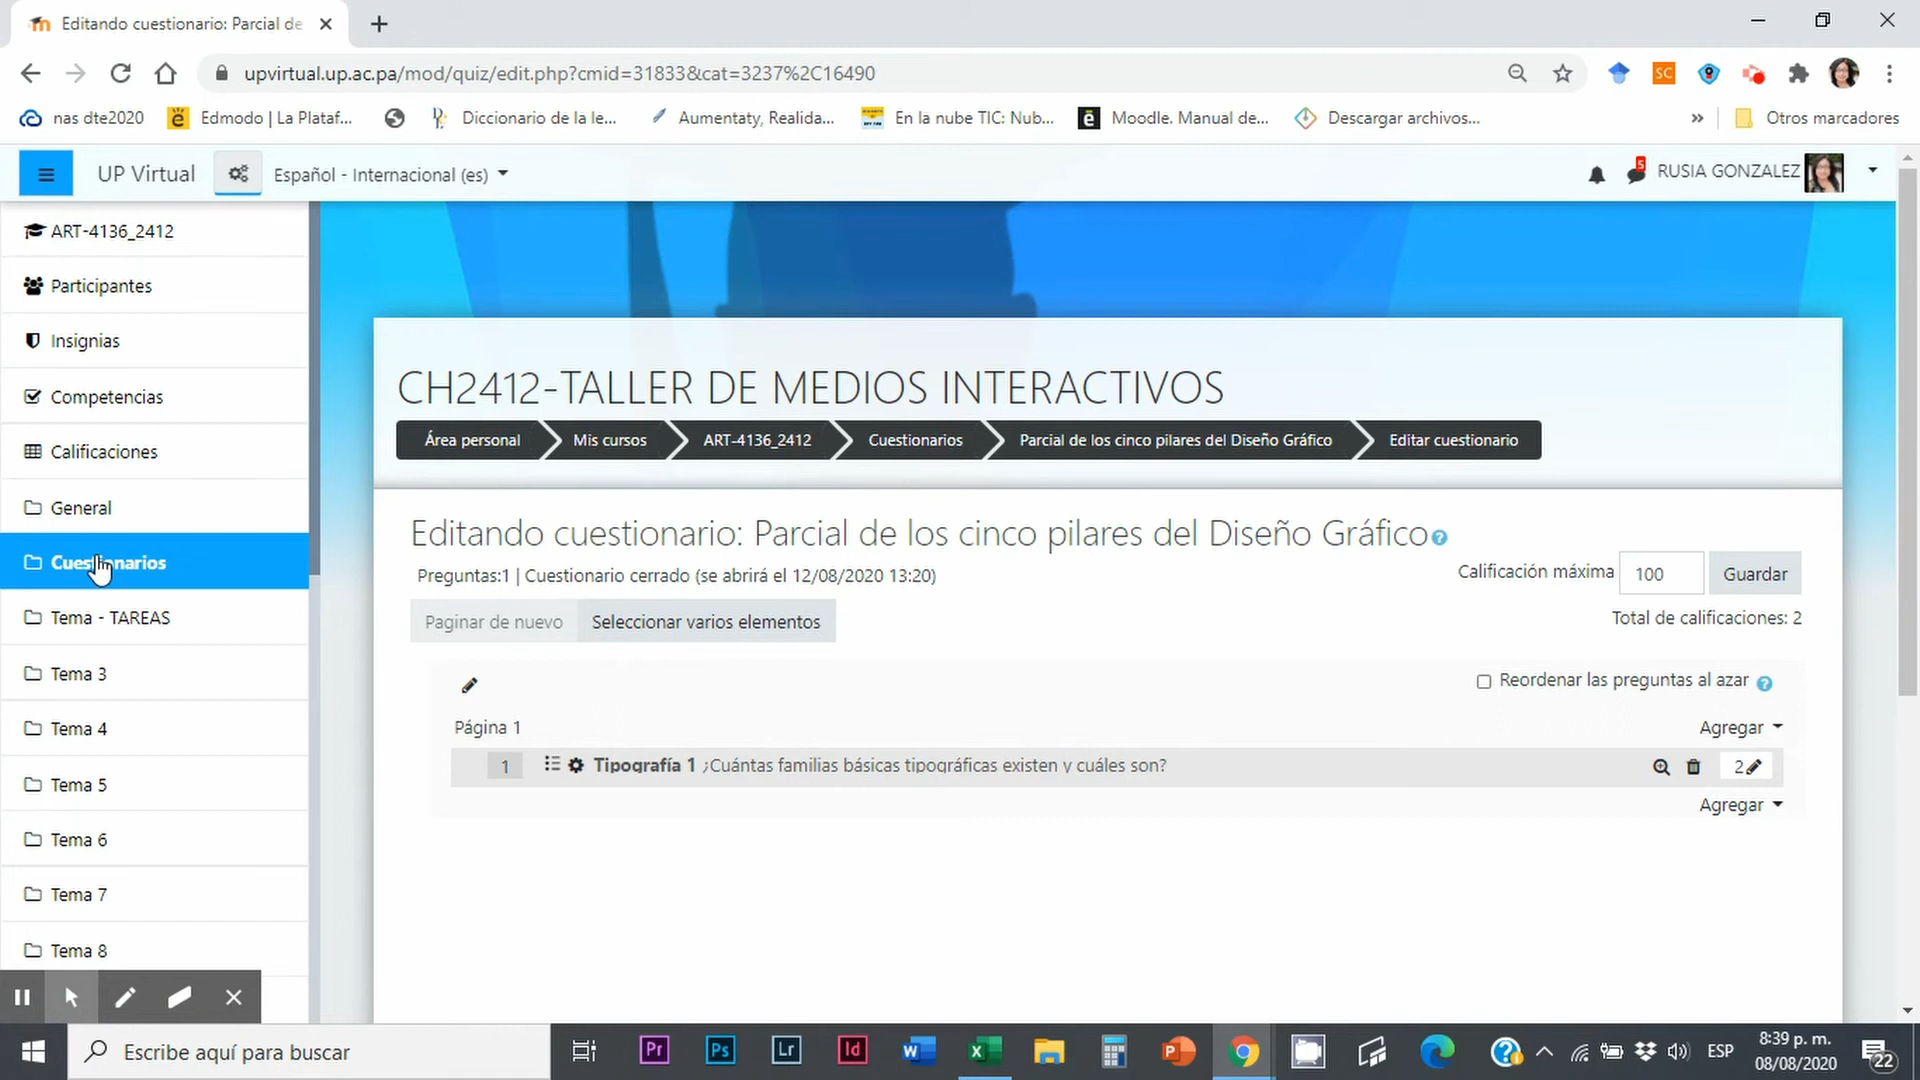 Editando cuestionario: Parcial de
upvirtual.up.ac.pa/mod/quiz/edit.php?cmid=31833&cat=3237%2C16490
SC
nas dte2020
Edmodo | La Plataf...
Diccionario de la le...
Aumentaty, Realida...
En la nube TIC: Nub...
Moodle. Manual de...
Descargar archivos...
»
Otros marcadores
UP Virtual
Español - Internacional (es)
5
RUSIA GONZALEZ
ART-4136_2412
Participantes
Insignias
Competencias
Calificaciones
General
Cuestionarios
Tema - TAREAS
Tema 3
Tema 4
Tema 5
Tema 6
Tema 7
Tema 8
CH2412-TALLER DE MEDIOS INTERACTIVOS
Área personal
Mis cursos
ART-4136_2412
Cuestionarios
Parcial de los cinco pilares del Diseño Gráfico
Editar cuestionario
Editando cuestionario: Parcial de los cinco pilares del Diseño Gráfico
Preguntas:1 | Cuestionario cerrado (se abrirá el 12/08/2020 13:20)
Calificación máxima
100
Guardar
Total de calificaciones: 2
Paginar de nuevo
Seleccionar varios elementos
Reordenar las preguntas al azar
Página 1
Agregar
1
Tipografía 1 ¿Cuántas familias básicas tipográficas existen y cuáles son?
2
Agregar
Escribe aquí para buscar
Pr
Ps
Lr
Id
ESP
8:39 p. m.
08/08/2020
22